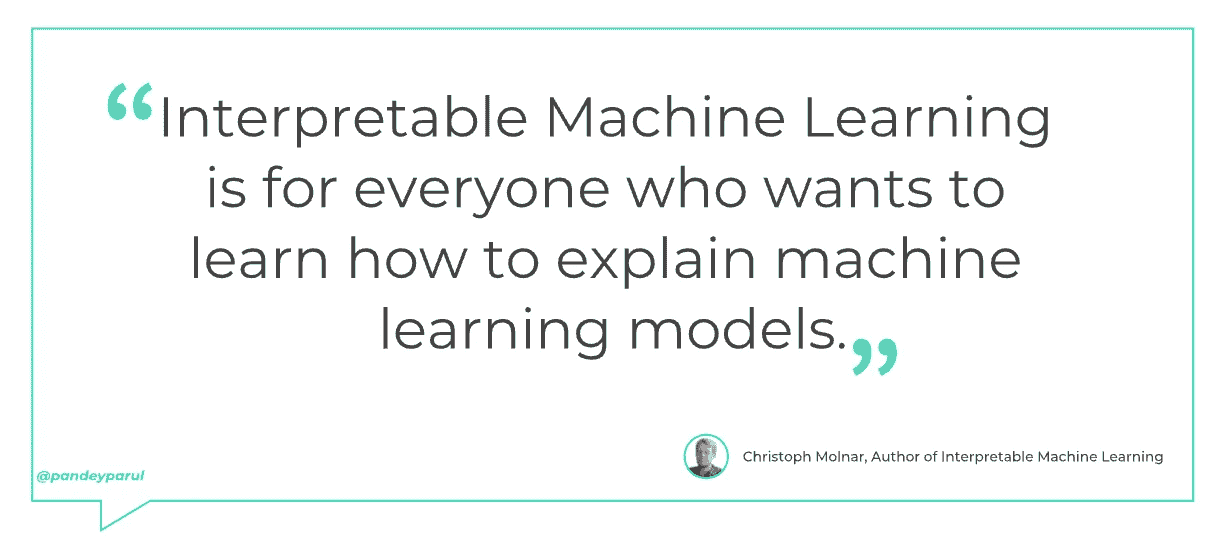 “Interpretable Machine Learning
is for everyone who wants to
learn how to explain machine
learning models.”
Christoph Molnar, Author of Interpretable Machine Learning
@pandeyparul